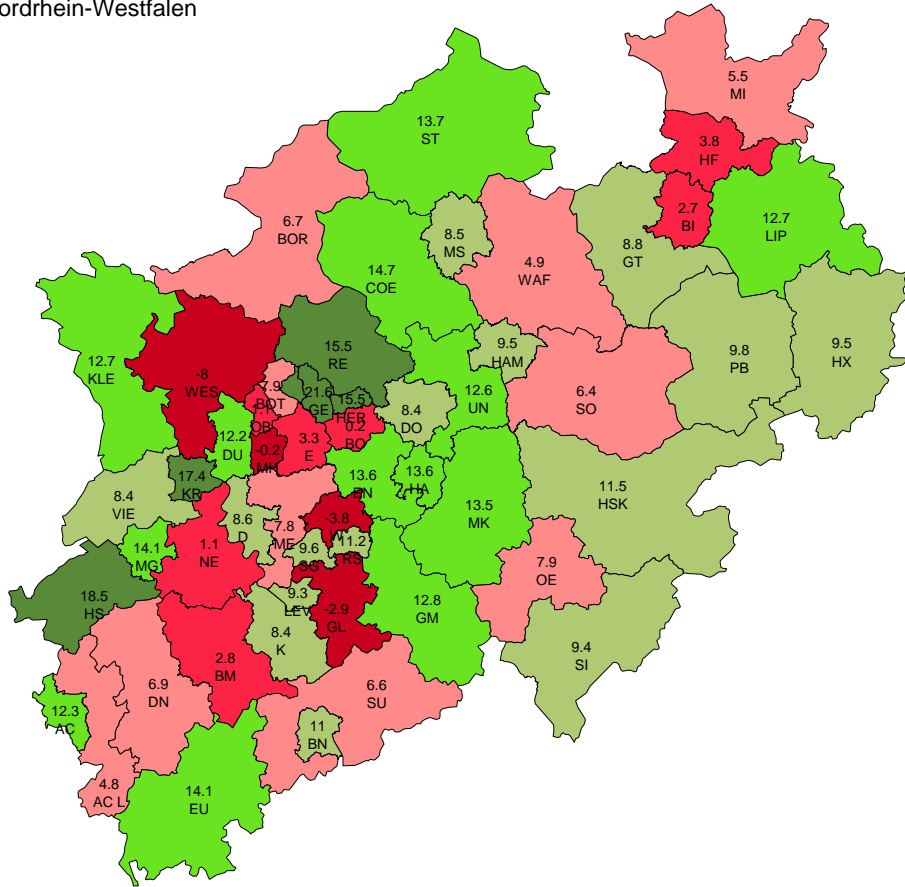 ordrhein-Westfalen
5.5
MI
13.7
ST
3.8
HF
2.7
BI
12.7
LIP
6.7
BOR
8.5
MS
4.9
WAF
8.8
GT
14.7
COE
12.7
KLE
-8
WES
15.5
RE
9.5
HAM
9.8
PB
9.5
HX
7.9
BOT
21.6
GE
15.5
HER
12.6
UN
6.4
SO
8.4
DO
OB
0.2
BO
12.2
DU
-0.2
MH
3.3
E
17.4
KR
13.6
EN
13.6
HA
13.5
MK
11.5
HSK
8.4
VIE
8.6
D
7.8
ME
-3.8
W
11.2
RS
9.6
SG
14.1
MG
1.1
NE
7.9
OE
18.5
HS
9.3
LEV
-2.9
GL
12.8
GM
8.4
K
9.4
SI
2.8
BM
6.9
DN
6.6
SU
12.3
AC
11
BN
4.8
AC L
14.1
EU